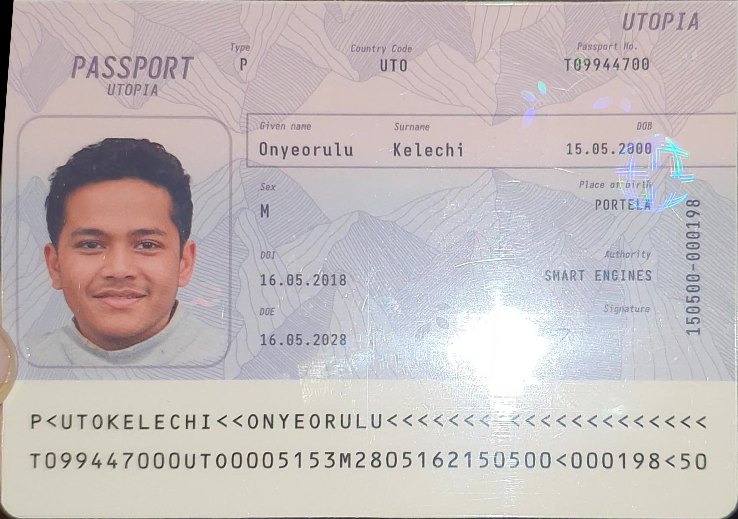 UTOPIA
PASSPORT
UTOPIA
Type
P
Country Code
UTO
Passport No.
T09944700
Given name
Onyeorulu
Surname
Kelechi
DOB
15.05.2000
Sex
M
Place of birth
PORTELA
DOI
16.05.2018
Authority
SMART ENGINES
DOE
16.05.2028
Signature
150500-000198
P<UTOKELECHI<<ONYEORULU<<<<<<< <<<<<<<<<<<<<
T099447000UTO0005153M2805162150500<000198<50